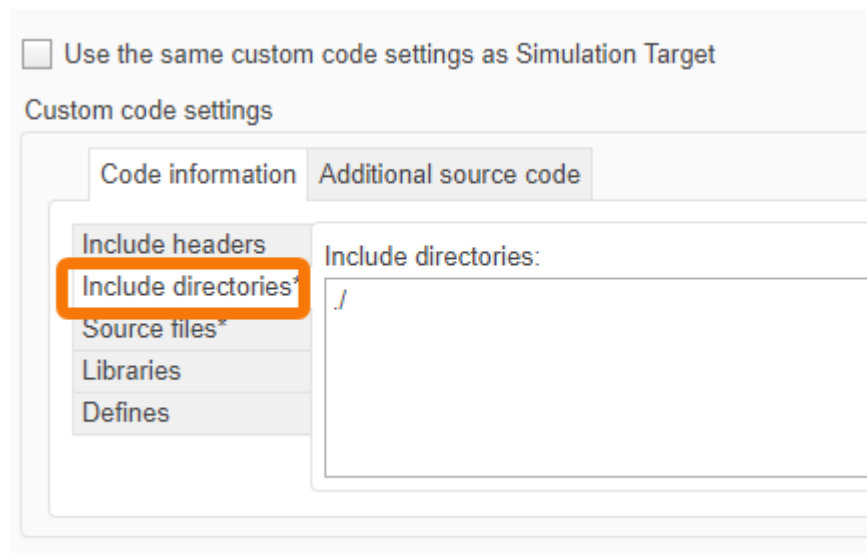 Use the same custom code settings as Simulation Target
Custom code settings
Code information
Additional source code
Include headers
Include directories*
Source files*
Libraries
Defines
Include directories:
./